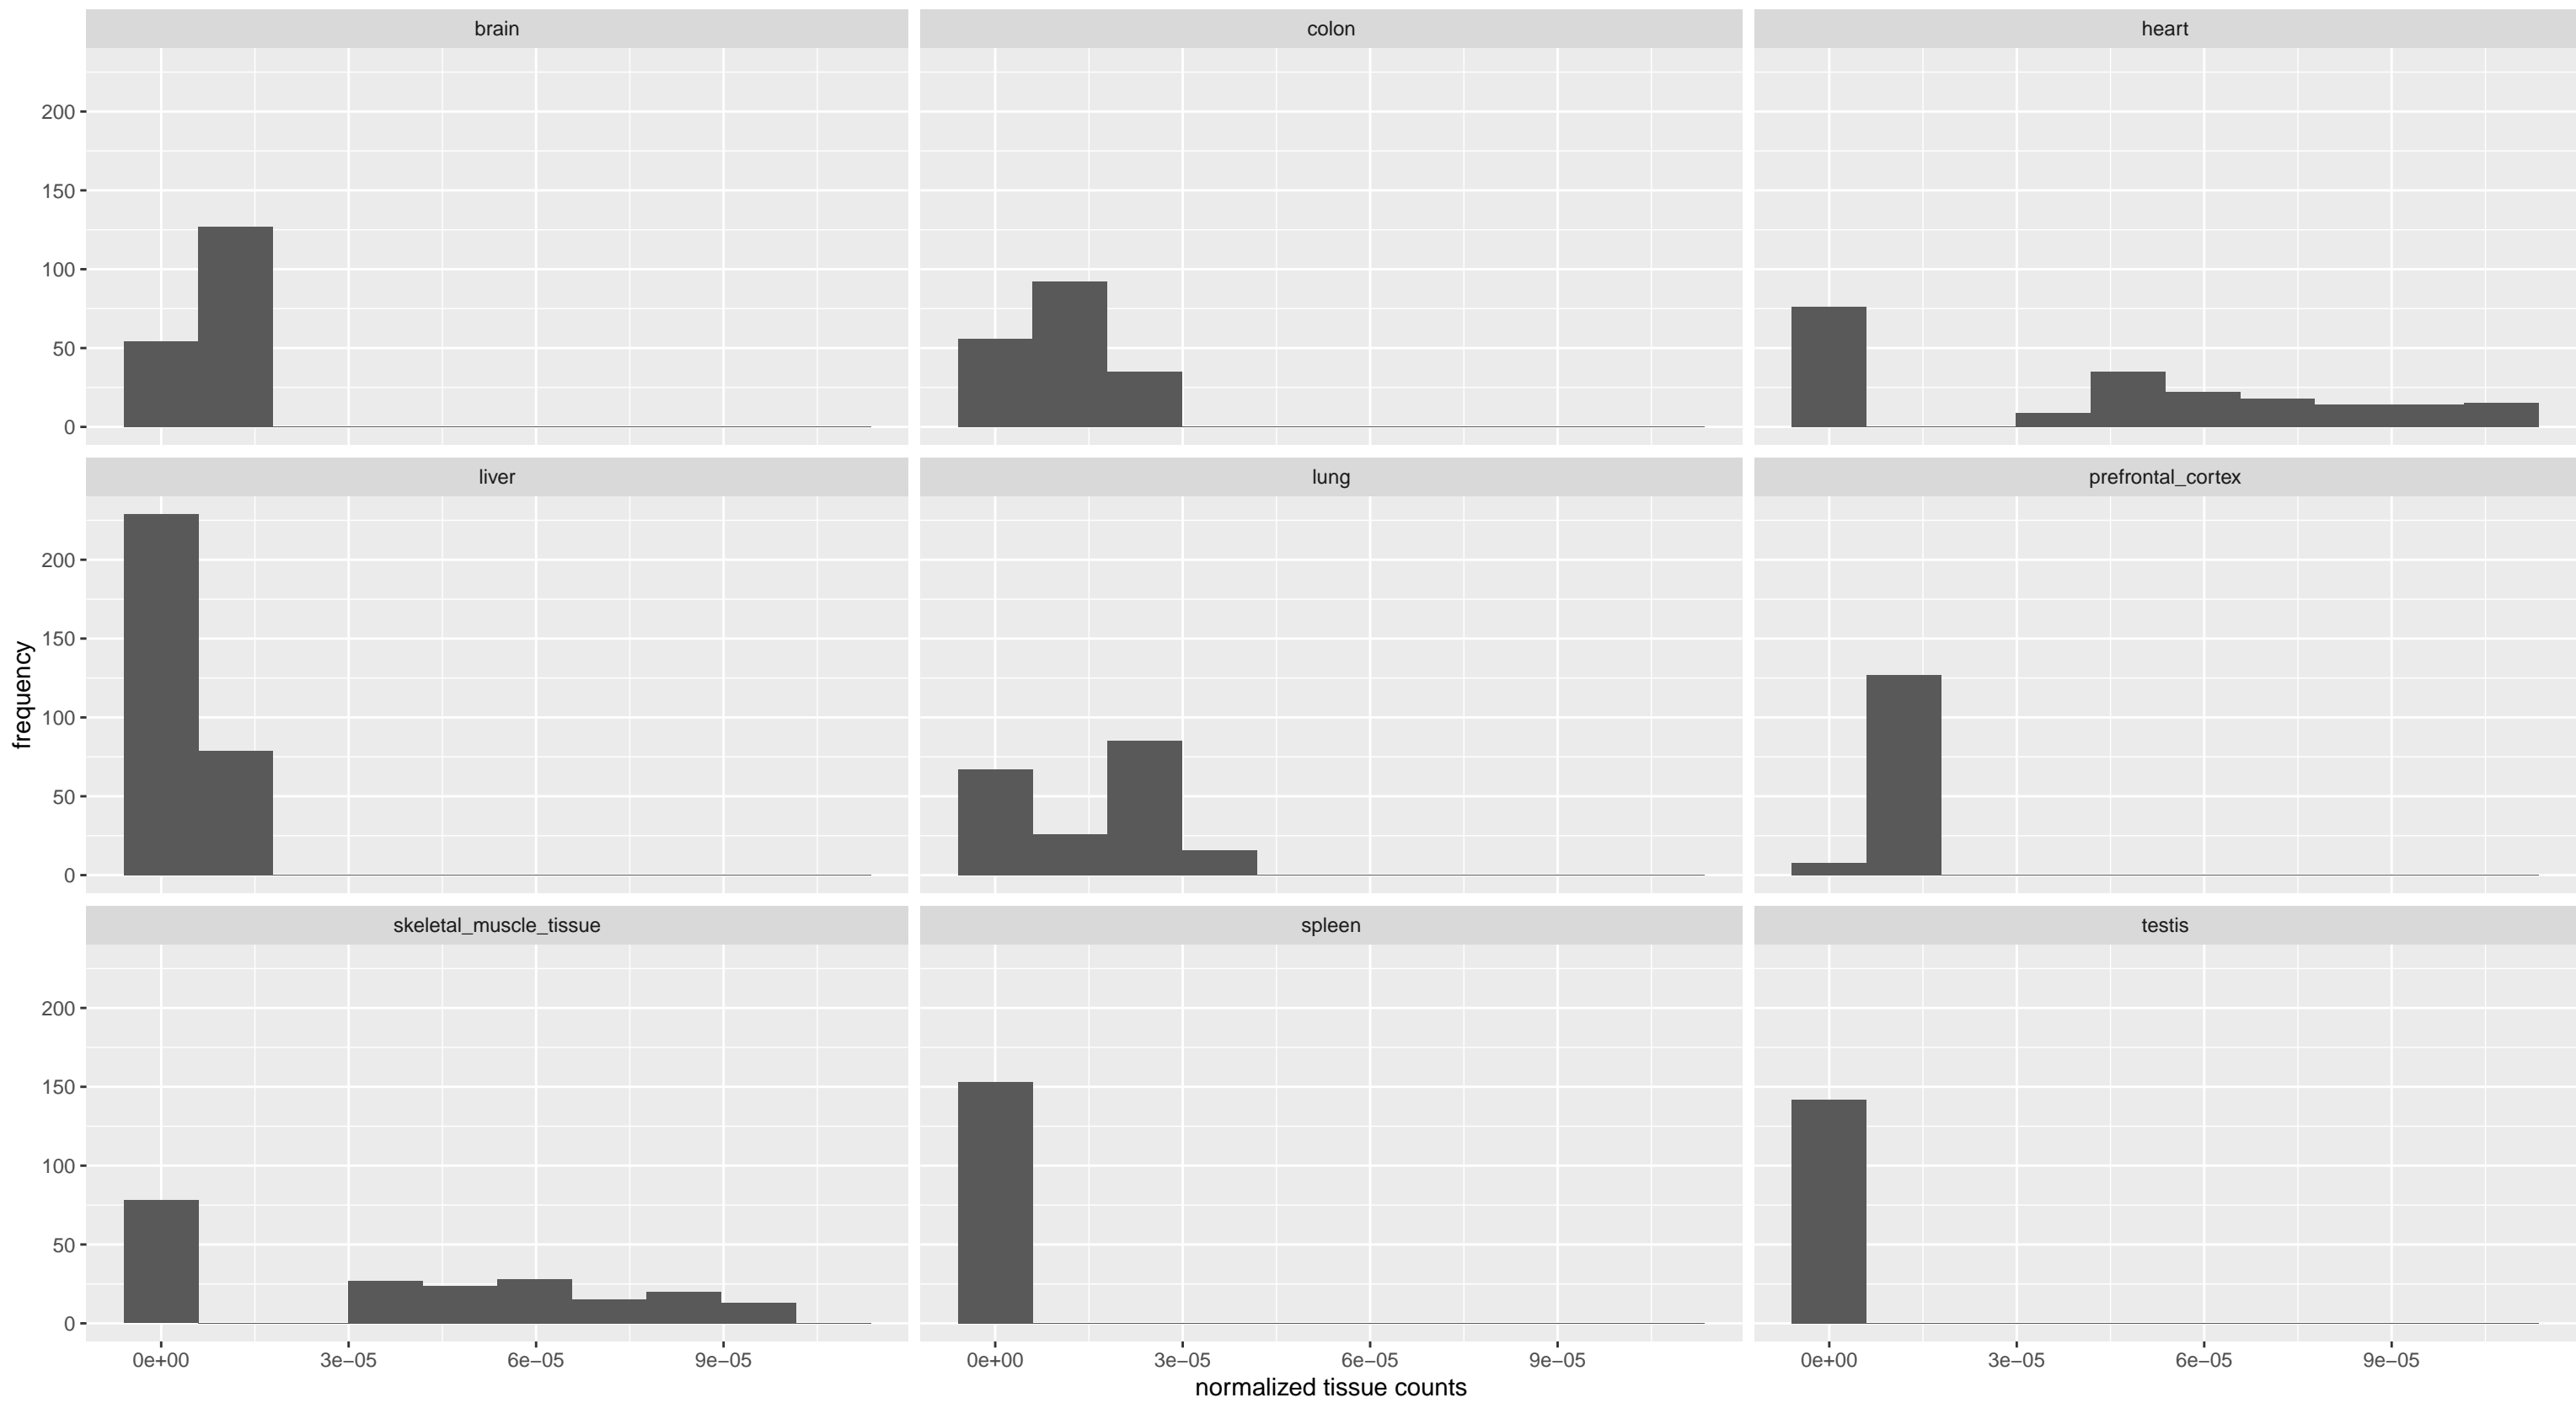 brain
colon
heart
200
150
100
50
0
liver
lung
prefrontal_cortex
frequency
200
150
100
50
0
skeletal_muscle_tissue
spleen
testis
200
150
100
50
0
0e+00 3e−05 6e−05 9e−05
0e+00 3e−05 6e−05 9e−05
0e+00 3e−05 6e−05 9e−05
normalized tissue counts